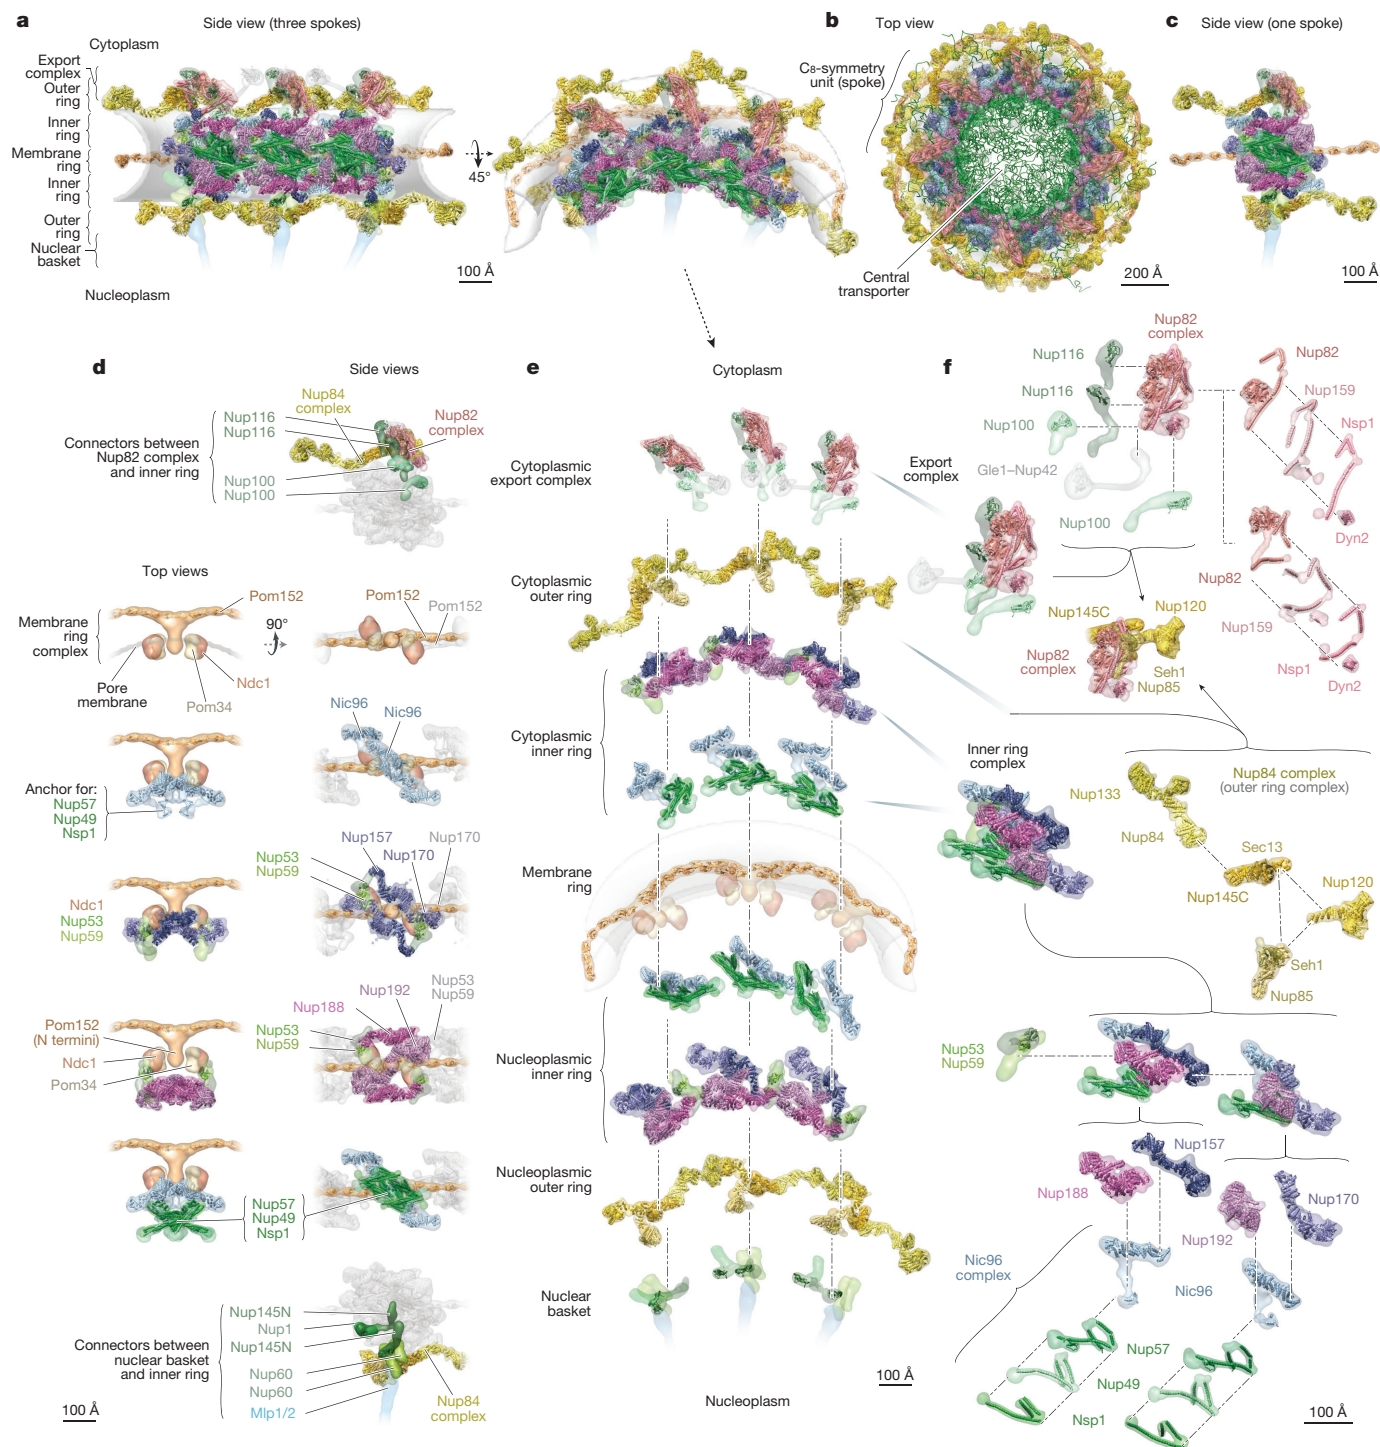 a
Side view (three spokes)
Cytoplasm
Export
complex
Outer
ring
Inner
ring
Membrane
ring
Inner
ring
Outer
ring
Nuclear
basket
Nucleoplasm
45°
100 Å
b
Top view
C8-symmetry
unit (spoke)
Central
transporter
200 Å
c
Side view (one spoke)
100 Å
d
Side views
Nup84
complex
Nup116
Nup116
Nup82
complex
Connectors between
Nup82 complex
and inner ring
Nup100
Nup100
Top views
Pom152
Pom152
Pom152
Membrane
ring
complex
90°
Ndc1
Pore
membrane
Pom34
Nic96
Nic96
Anchor for:
Nup57
Nup49
Nsp1
Nup157
Nup170
Nup170
Nup53
Nup59
Ndc1
Nup53
Nup59
Nup53
Nup59
Nup192
Nup188
Pom152
(N termini)
Nup53
Nup59
Ndc1
Pom34
Nup57
Nup49
Nsp1
Nup145N
Nup1
Nup145N
Connectors between
nuclear basket
and inner ring
Nup60
Nup60
Mlp1/2
Nup84
complex
100 Å
e
Cytoplasm
Cytoplasmic
export complex
Cytoplasmic
outer ring
Cytoplasmic
inner ring
Membrane
ring
Nucleoplasmic
inner ring
Nucleoplasmic
outer ring
Nuclear
basket
Nucleoplasm
100 Å
f
Nup82
complex
Nup116
Nup116
Nup100
Gle1–Nup42
Nup100
Export
complex
Nup82
Nup159
Nsp1
Dyn2
Nup82
Nup159
Nsp1
Dyn2
Nup145C
Nup120
Nup82
complex
Seh1
Nup85
Inner ring
complex
Nup84 complex
(outer ring complex)
Nup133
Nup84
Sec13
Nup145C
Nup120
Seh1
Nup85
Nup53
Nup59
Nup157
Nup188
Nup170
Nup192
Nic96
complex
Nic96
Nup57
Nup49
Nsp1
100 Å